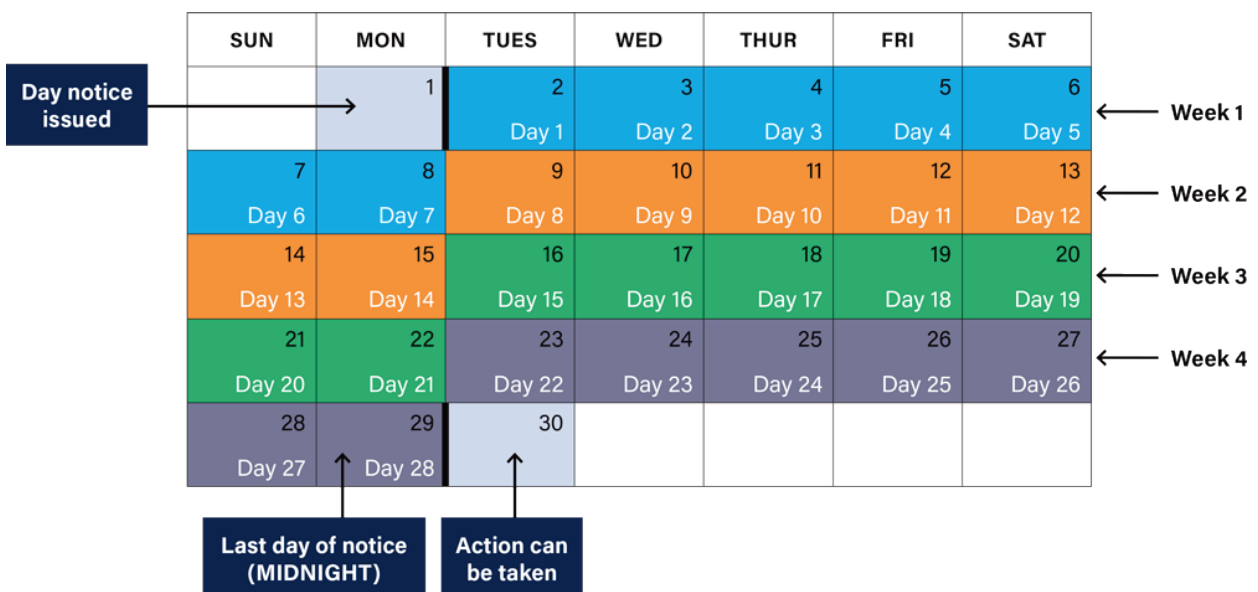 SUN MON TUES WED THUR FRI SAT
Day notice
issued
1 2 3 4 5 6
Day 1 Day 2 Day 3 Day 4 Day 5
Week 1
7 8 9 10 11 12 13
Day 6 Day 7 Day 8 Day 9 Day 10 Day 11 Day 12
Week 2
14 15 16 17 18 19 20
Day 13 Day 14 Day 15 Day 16 Day 17 Day 18 Day 19
Week 3
21 22 23 24 25 26 27
Day 20 Day 21 Day 22 Day 23 Day 24 Day 25 Day 26
Week 4
28 29 30
Day 27 Day 28
Last day of notice
(MIDNIGHT)
Action can
be taken